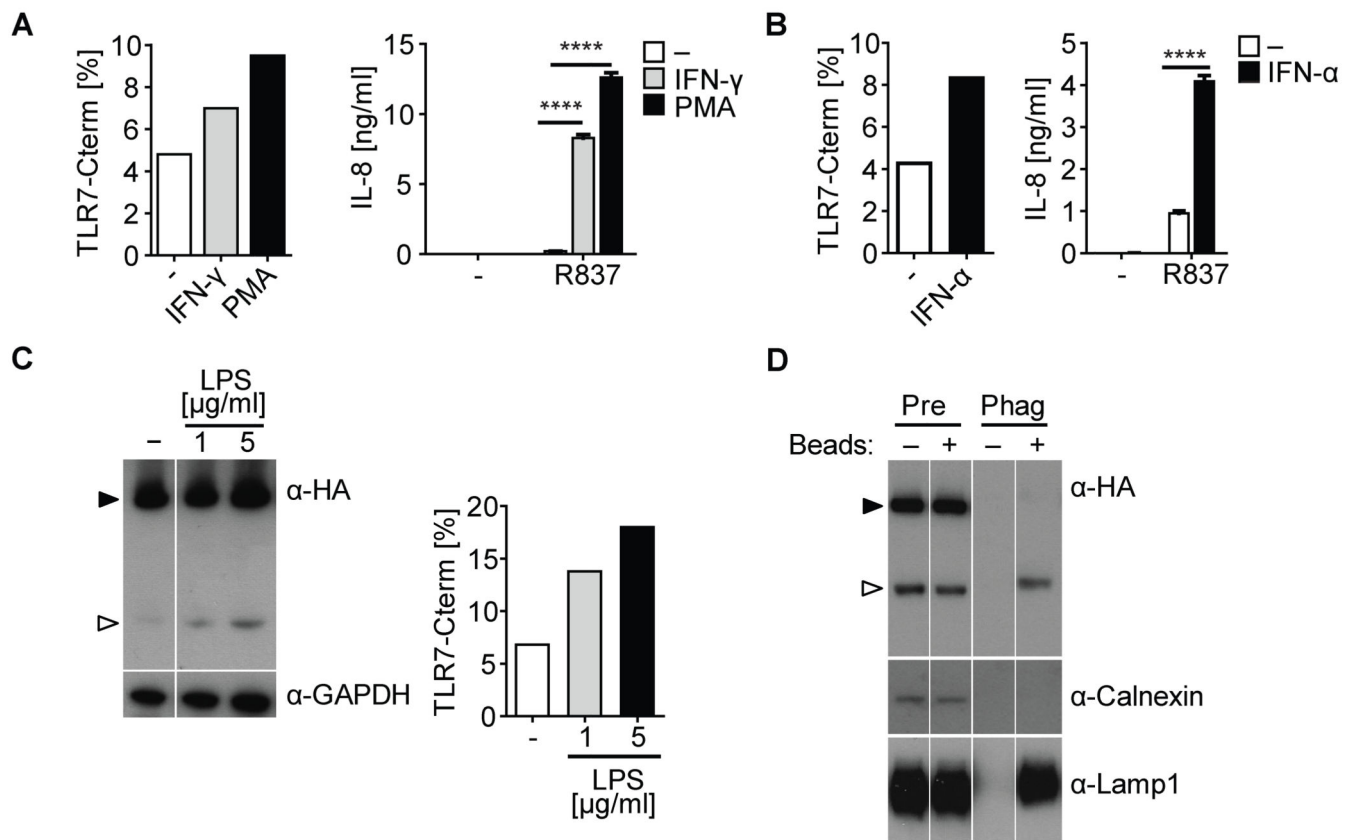 A
TLR7-Cterm [%]
10
8
6
4
2
0
-
IFN-γ
PMA
IL-8 [ng/ml]
15
10
5
0
-
R837
****
****
–
IFN-γ
PMA
B
TLR7-Cterm [%]
10
8
6
4
2
0
-
IFN-α
IL-8 [ng/ml]
5
4
3
2
1
0
-
R837
****
–
IFN-α
C
LPS
[µg/ml]
– 1 5
α-HA
α-GAPDH
TLR7-Cterm [%]
20
15
10
5
0
- 1 5
LPS
[µg/ml]
D
Pre Phag
Beads: – + – +
α-HA
α-Calnexin
α-Lamp1